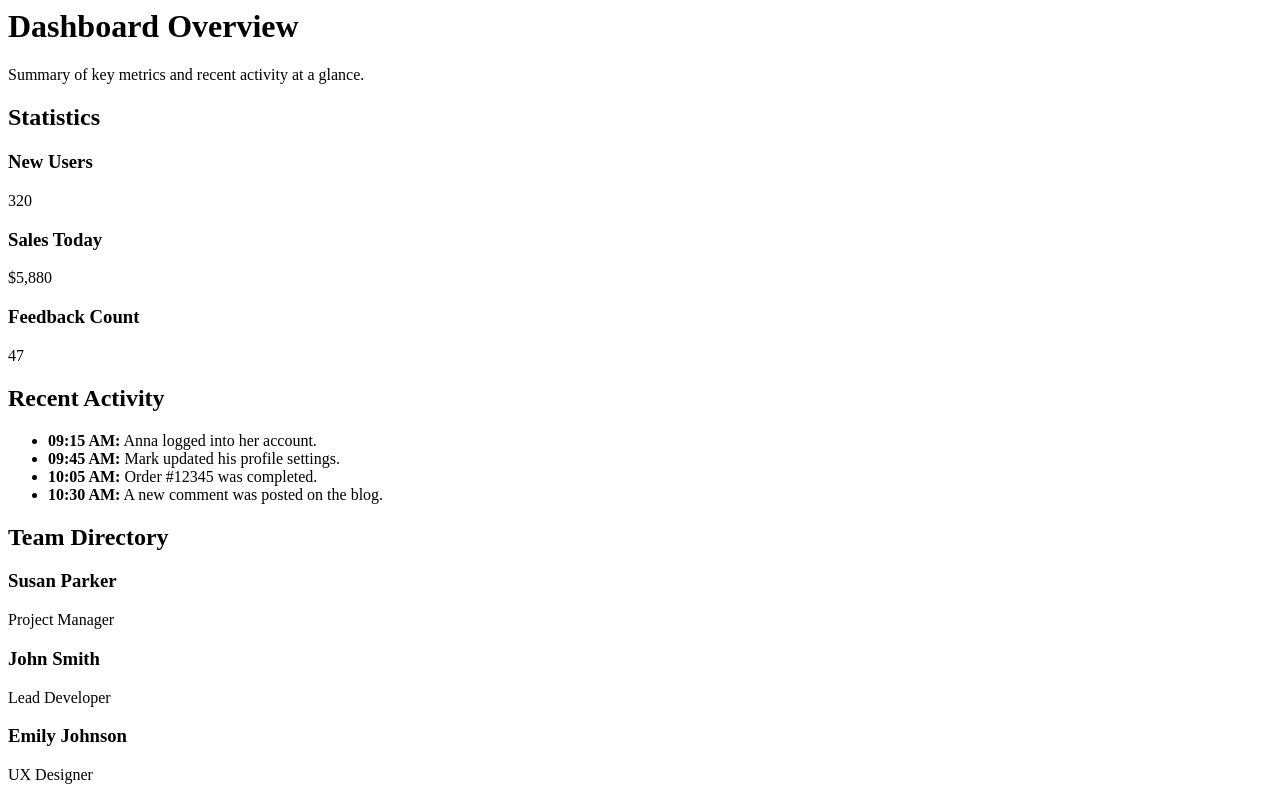 Dashboard Overview
Summary of key metrics and recent activity at a glance.
Statistics
New Users
320
Sales Today
$5,880
Feedback Count
47
Recent Activity
• 09:15 AM: Anna logged into her account.
• 09:45 AM: Mark updated his profile settings.
• 10:05 AM: Order #12345 was completed.
• 10:30 AM: A new comment was posted on the blog.
Team Directory
Susan Parker
Project Manager
John Smith
Lead Developer
Emily Johnson
UX Designer